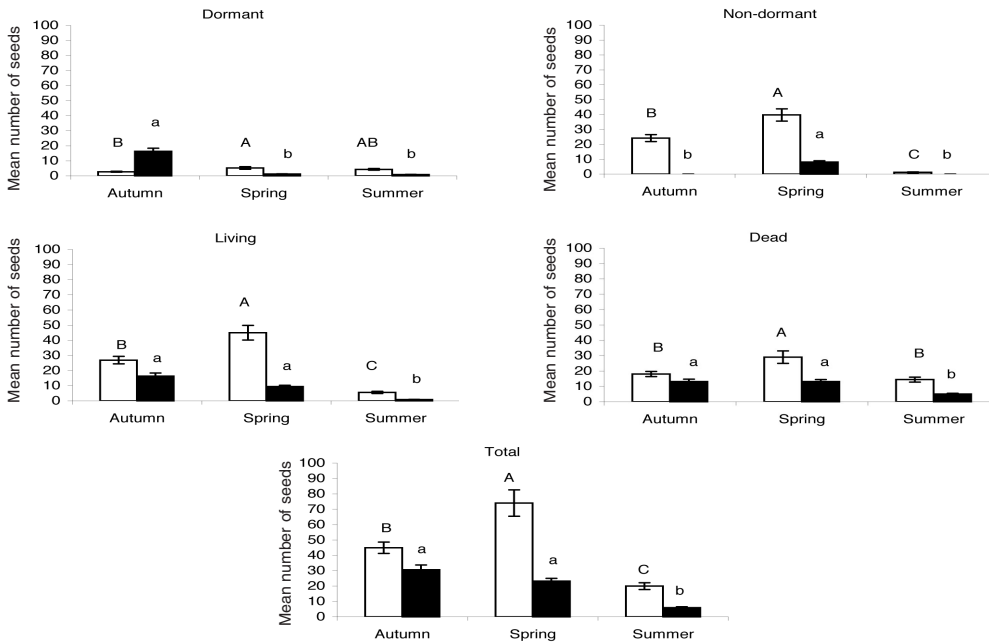 Dormant
Mean number of seeds
100
90
80
70
60
50
40
30
20
10
0
B a A b AB b
Autumn Spring Summer
Non-dormant
Mean number of seeds
100
90
80
70
60
50
40
30
20
10
0
B b A a C b
Autumn Spring Summer
Living
Mean number of seeds
100
90
80
70
60
50
40
30
20
10
0
B a A a C b
Autumn Spring Summer
Dead
Mean number of seeds
100
90
80
70
60
50
40
30
20
10
0
B a A a B b
Autumn Spring Summer
Total
Mean number of seeds
100
90
80
70
60
50
40
30
20
10
0
B a A a C b
Autumn Spring Summer